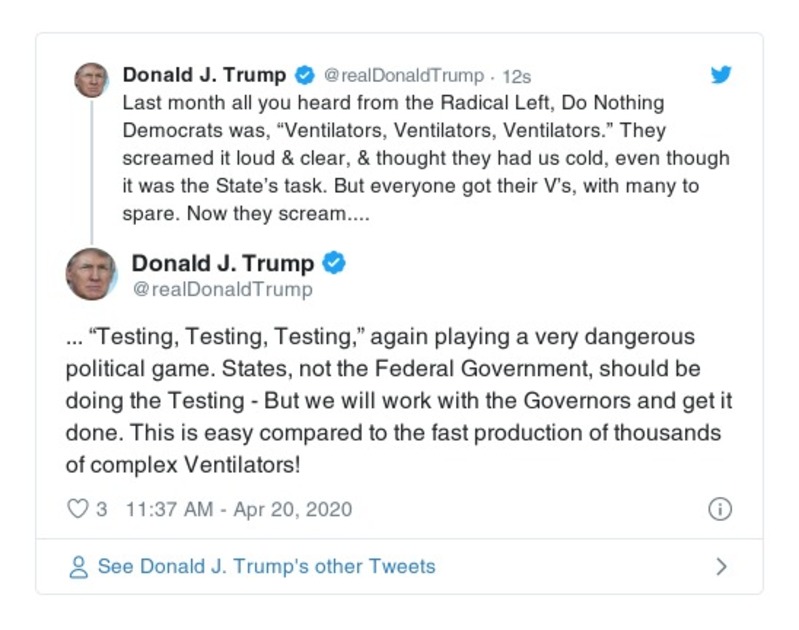 Donald J. Trump @realDonaldTrump · 12s
Last month all you heard from the Radical Left, Do Nothing
Democrats was, “Ventilators, Ventilators, Ventilators.” They
screamed it loud & clear, & thought they had us cold, even though
it was the State’s task. But everyone got their V’s, with many to
spare. Now they scream....
Donald J. Trump
@realDonaldTrump
... “Testing, Testing, Testing,” again playing a very dangerous
political game. States, not the Federal Government, should be
doing the Testing - But we will work with the Governors and get it
done. This is easy compared to the fast production of thousands
of complex Ventilators!
3 11:37 AM - Apr 20, 2020
See Donald J. Trump's other Tweets